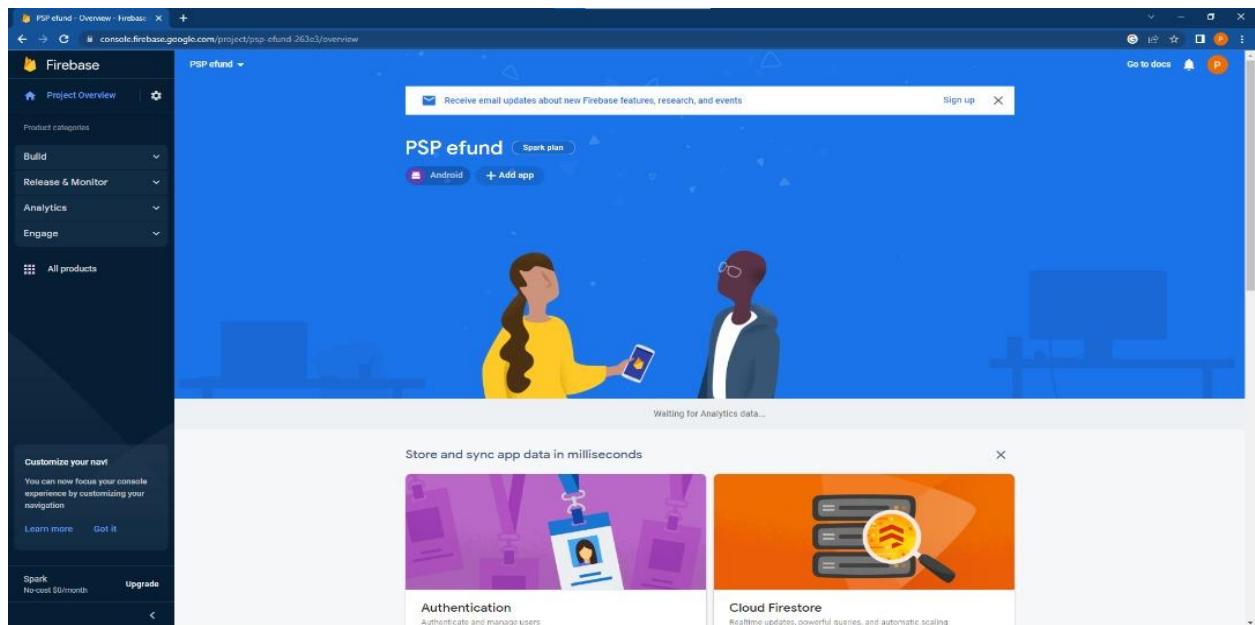 PSP efund - Overview - Firebase
console.firebase.google.com/project/psp-efund-263e3/overview
Firebase
PSP efund
Go to docs
P
Project Overview
Receive email updates about new Firebase features, research, and events
Sign up
Product categories
Build
PSP efund
Spark plan
Release & Monitor
Android
+ Add app
Analytics
Engage
All products
Waiting for Analytics data...
Store and sync app data in milliseconds
Customize your nav!
You can now focus your console
experience by customizing your
navigation
Learn more
Got it
Spark
No-cost $0/month
Upgrade
Authentication
Authenticate and manage users
Cloud Firestore
Realtime updates, powerful queries, and automatic scaling